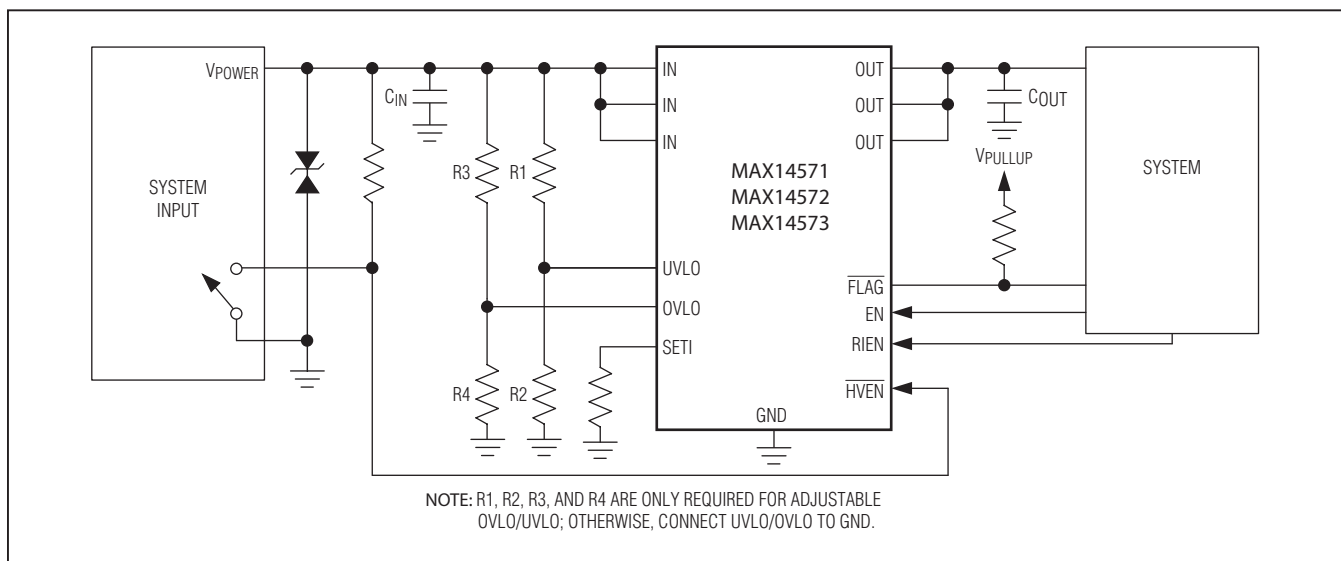 VPOWER
SYSTEM
INPUT
CIN
R3
R1
R4
R2
IN
IN
IN
UVLO
OVLO
SETI
MAX14571
MAX14572
MAX14573
GND
OUT
OUT
OUT
FLAG
EN
RIEN
HVEN
COUT
VPULLUP
SYSTEM
NOTE: R1, R2, R3, AND R4 ARE ONLY REQUIRED FOR ADJUSTABLE
OVLO/UVLO; OTHERWISE, CONNECT UVLO/OVLO TO GND.